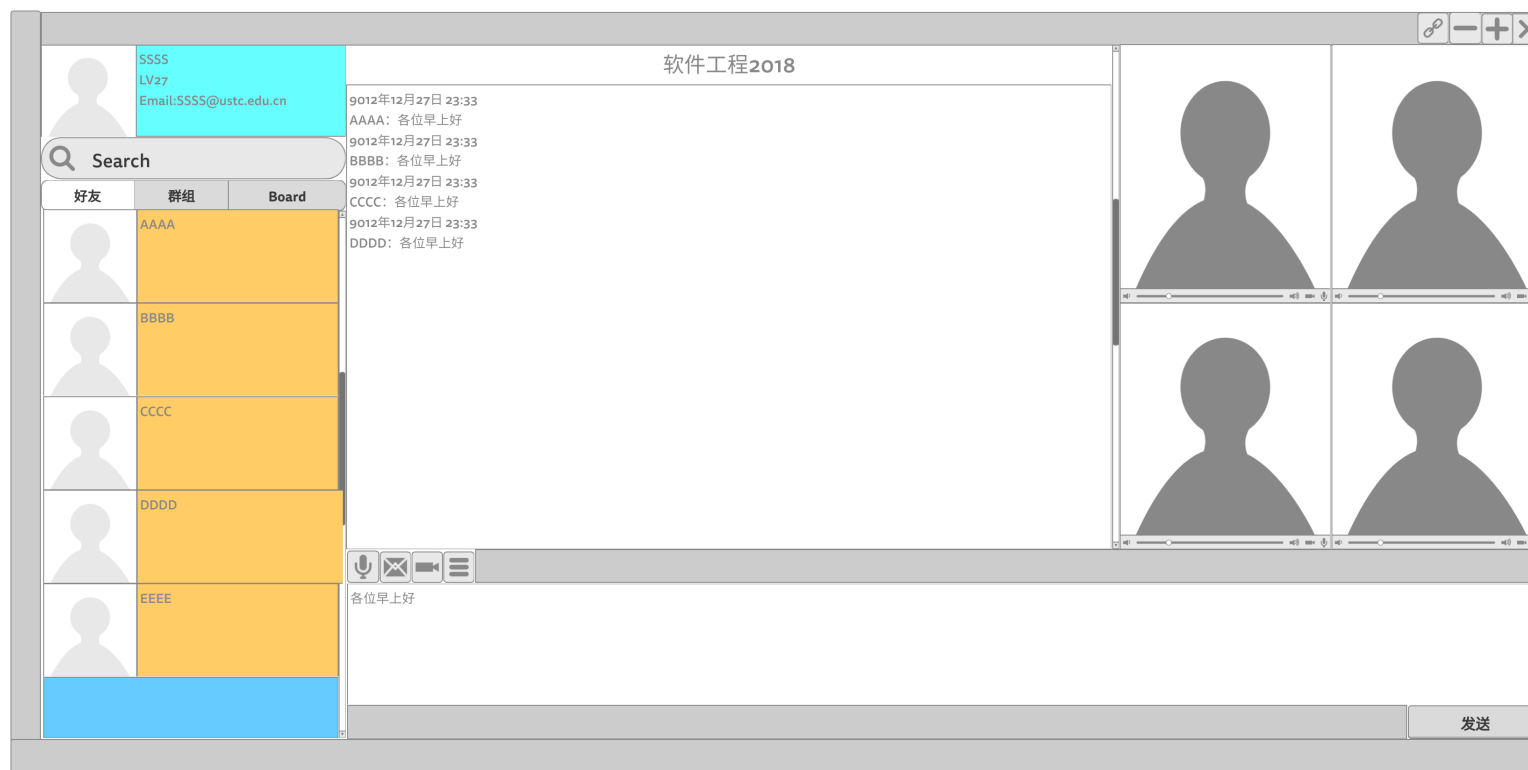 SSSS
LV27
Email:SSSS@ustc.edu.cn
Search
好友 群组 Board
AAAA
BBBB
CCCC
DDDD
EEEE
软件工程2018
9012年12月27日 23:33
AAAA：各位早上好
9012年12月27日 23:33
BBBB：各位早上好
9012年12月27日 23:33
CCCC：各位早上好
9012年12月27日 23:33
DDDD：各位早上好
各位早上好
发送